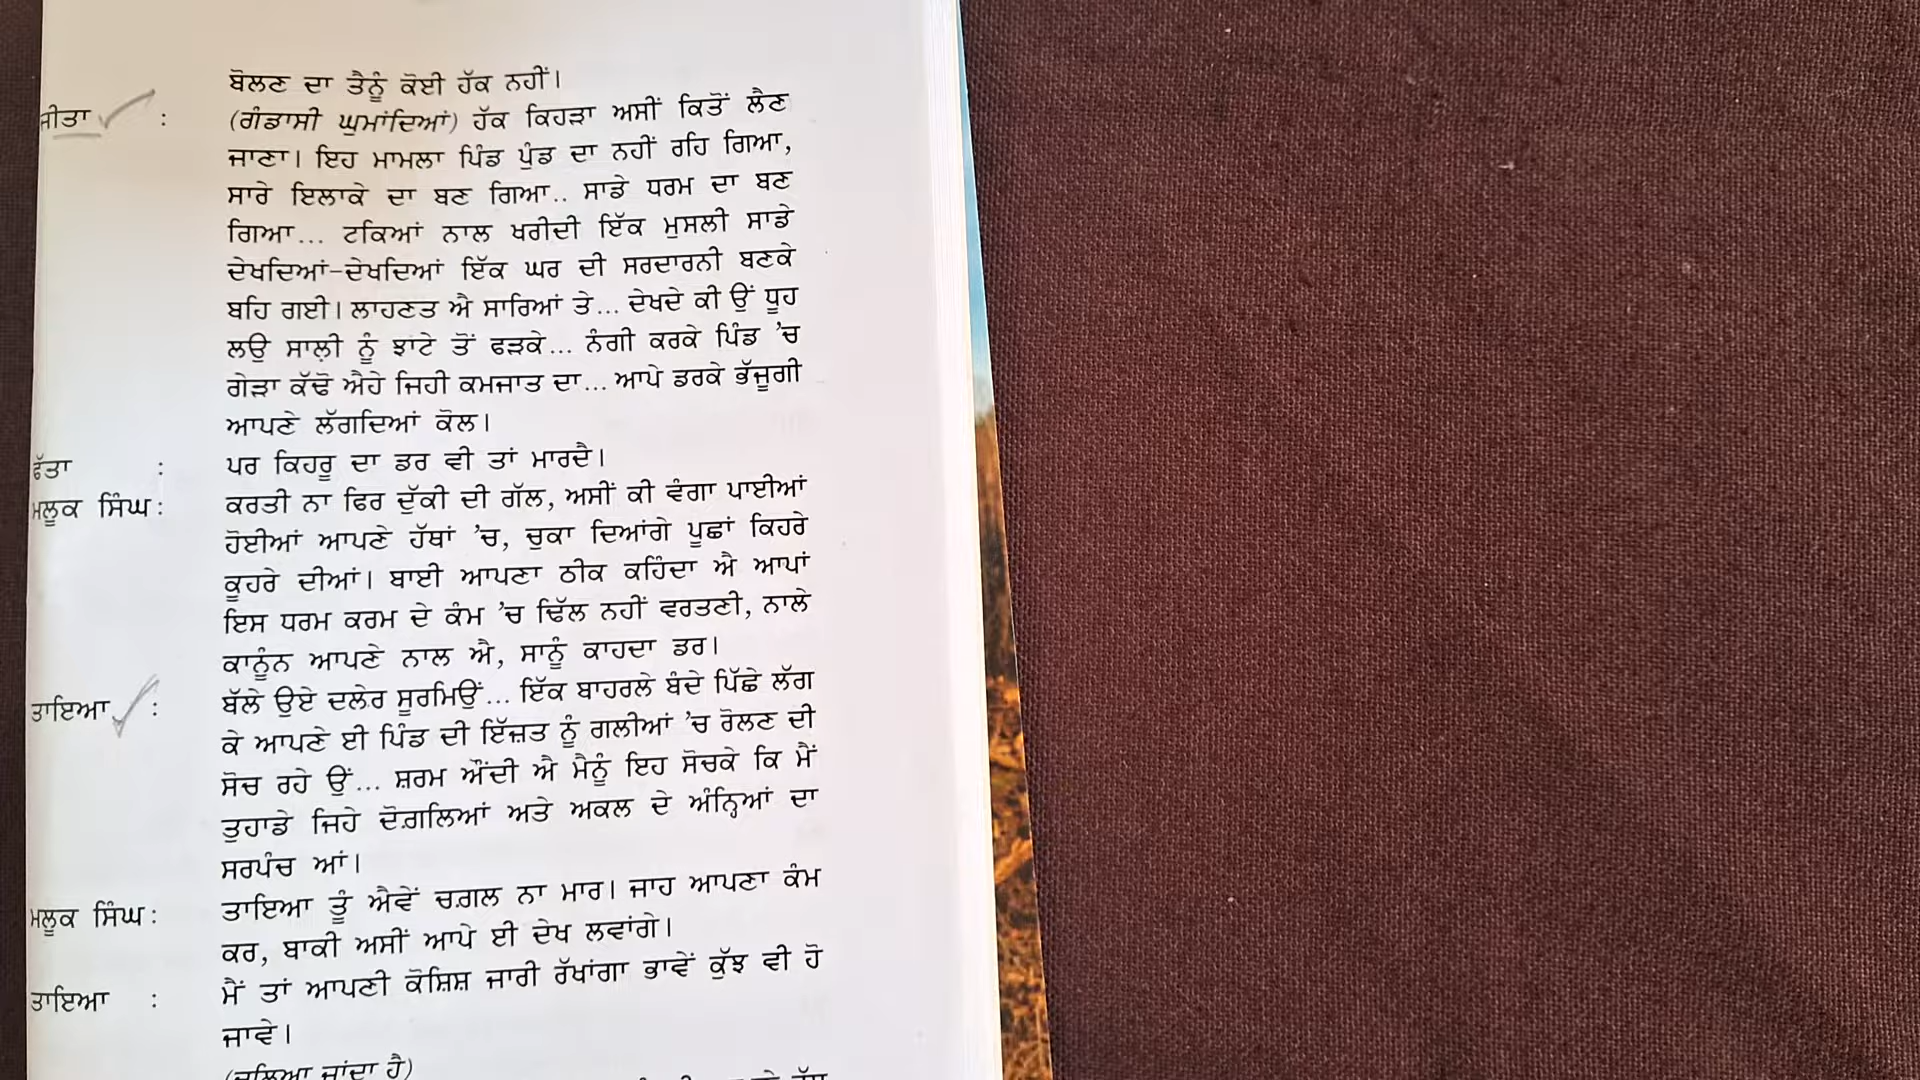 ਬੋਲਣ ਦਾ ਤੈਨੂੰ ਕੋਈ ਹੱਕ ਨਹੀਂ।
ਜੀਤਾ : (ਗੰਡਾਸੀ ਘੁਮਾਂਦਿਆਂ) ਹੱਕ ਕਿਹੜਾ ਅਸੀਂ ਕਿਤੋਂ ਲੈਣ
ਜਾਣਾ। ਇਹ ਮਾਮਲਾ ਪਿੰਡ ਪੁੰਡ ਦਾ ਨਹੀਂ ਰਹਿ ਗਿਆ,
ਸਾਰੇ ਇਲਾਕੇ ਦਾ ਬਣ ਗਿਆ.. ਸਾਡੇ ਧਰਮ ਦਾ ਬਣ
ਗਿਆ... ਟਕਿਆਂ ਨਾਲ ਖਰੀਦੀ ਇੱਕ ਮੁਸਲੀ ਸਾਡੇ
ਦੇਖਦਿਆਂ-ਦੇਖਦਿਆਂ ਇੱਕ ਘਰ ਦੀ ਸਰਦਾਰਨੀ ਬਣਕੇ
ਬਹਿ ਗਈ। ਲਾਹਣਤ ਐ ਸਾਰਿਆਂ ਤੇ... ਦੇਖਦੇ ਕੀ ਉਂ ਧੂਹ
ਲਉ ਸਾਲੀ ਨੂੰ ਝਾਂਟੇ ਤੋਂ ਫੜਕੇ... ਨੰਗੀ ਕਰਕੇ ਪਿੰਡ ’ਚ
ਗੇੜਾ ਕੱਢੋ ਐਹੇ ਜਿਹੀ ਕਮਜਾਤ ਦਾ... ਆਪੇ ਡਰਕੇ ਭੱਜੂਗੀ
ਆਪਣੇ ਲੱਗਦਿਆਂ ਕੋਲ।
: ਪਰ ਕਿਹਰੂ ਦਾ ਡਰ ਵੀ ਤਾਂ ਮਾਰਦੈ।
ਮਲੂਕ ਸਿੰਘ : ਕਰਤੀ ਨਾ ਫਿਰ ਦੁੱਕੀ ਦੀ ਗੱਲ, ਅਸੀਂ ਕੀ ਵੰਗਾ ਪਾਈਆਂ
ਹੋਈਆਂ ਆਪਣੇ ਹੱਥਾਂ ’ਚ, ਚੁਕਾ ਦਿਆਂਗੇ ਪੂਛਾਂ ਕਿਹਰੇ
ਕੂਹਰੇ ਦੀਆਂ। ਬਾਈ ਆਪਣਾ ਠੀਕ ਕਹਿੰਦਾ ਐ ਆਪਾਂ
ਇਸ ਧਰਮ ਕਰਮ ਦੇ ਕੰਮ ’ਚ ਢਿੱਲ ਨਹੀਂ ਵਰਤਣੀ, ਨਾਲੇ
ਕਾਨੂੰਨ ਆਪਣੇ ਨਾਲ ਐ, ਸਾਨੂੰ ਕਾਹਦਾ ਡਰ।
ਤਾਇਆ : ਬੱਲੇ ਉਏ ਦਲੇਰ ਸੂਰਮਿਉਂ... ਇੱਕ ਬਾਹਰਲੇ ਬੰਦੇ ਪਿੱਛੇ ਲੱਗ
ਕੇ ਆਪਣੇ ਈ ਪਿੰਡ ਦੀ ਇੱਜ਼ਤ ਨੂੰ ਗਲੀਆਂ ’ਚ ਰੋਲਣ ਦੀ
ਸੋਚ ਰਹੇ ਉਂ... ਸ਼ਰਮ ਔਂਦੀ ਐ ਮੈਨੂੰ ਇਹ ਸੋਚਕੇ ਕਿ ਮੈਂ
ਤੁਹਾਡੇ ਜਿਹੇ ਦੋਗ਼ਲਿਆਂ ਅਤੇ ਅਕਲ ਦੇ ਅੰਨ੍ਹਿਆਂ ਦਾ
ਸਰਪੰਚ ਆਂ।
ਮਲੂਕ ਸਿੰਘ : ਤਾਇਆ ਤੂੰ ਐਵੇਂ ਚਗ਼ਲ ਨਾ ਮਾਰ। ਜਾਹ ਆਪਣਾ ਕੰਮ
ਕਰ, ਬਾਕੀ ਅਸੀਂ ਆਪੇ ਈ ਦੇਖ ਲਵਾਂਗੇ।
ਤਾਇਆ : ਮੈਂ ਤਾਂ ਆਪਣੀ ਕੋਸ਼ਿਸ਼ ਜਾਰੀ ਰੱਖਾਂਗਾ ਭਾਵੇਂ ਕੁੱਝ ਵੀ ਹੋ
ਜਾਵੇ।
(ਚਲਿਆ ਜਾਂਦਾ ਹੈ)